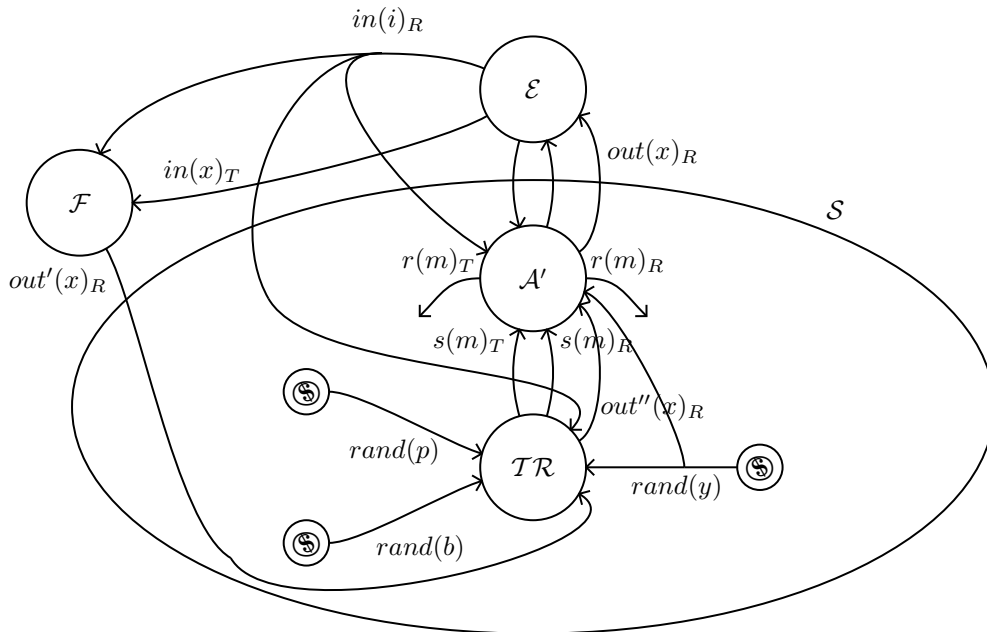 in(i)_R
ℰ
out(x)_R
in(x)_T
ℱ
𝒮
out'(x)_R
r(m)_T
𝒜'
r(m)_R
s(m)_T
s(m)_R
$
out''(x)_R
rand(p)
𝒯ℛ
$
rand(y)
$
rand(b)